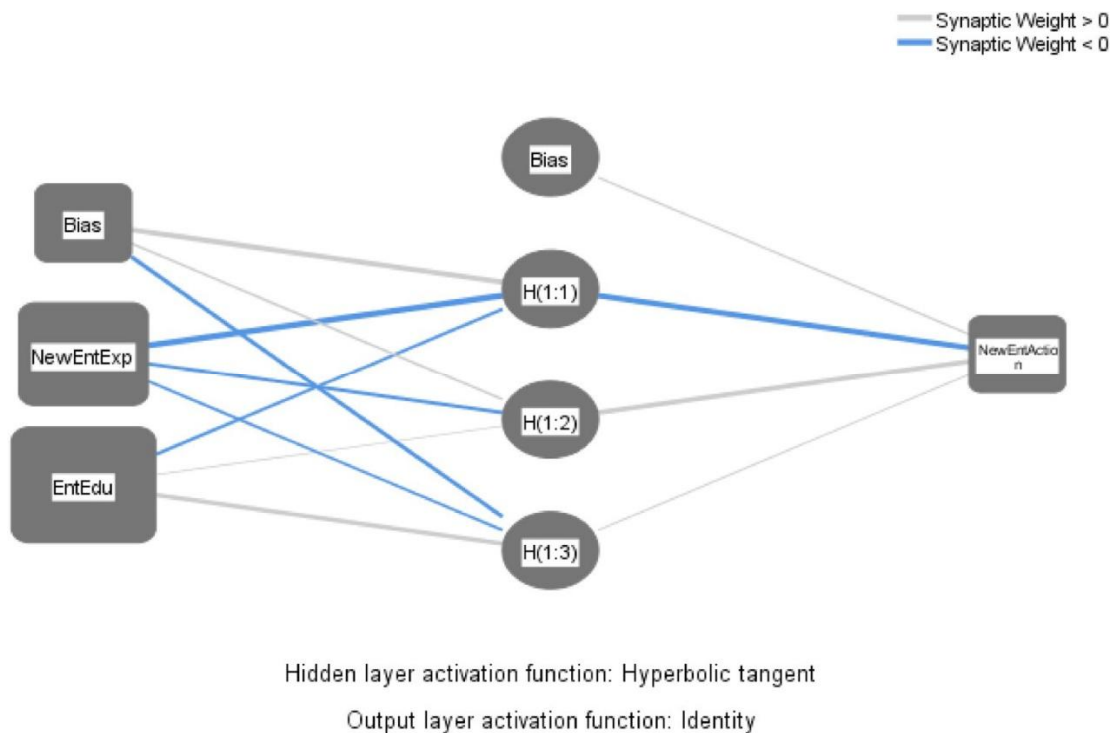 Synaptic Weight > 0
Synaptic Weight < 0
Bias
Bias
H(1:1)
NewEntExp
NewEntActio
n
H(1:2)
EntEdu
H(1:3)
Hidden layer activation function: Hyperbolic tangent
Output layer activation function: Identity